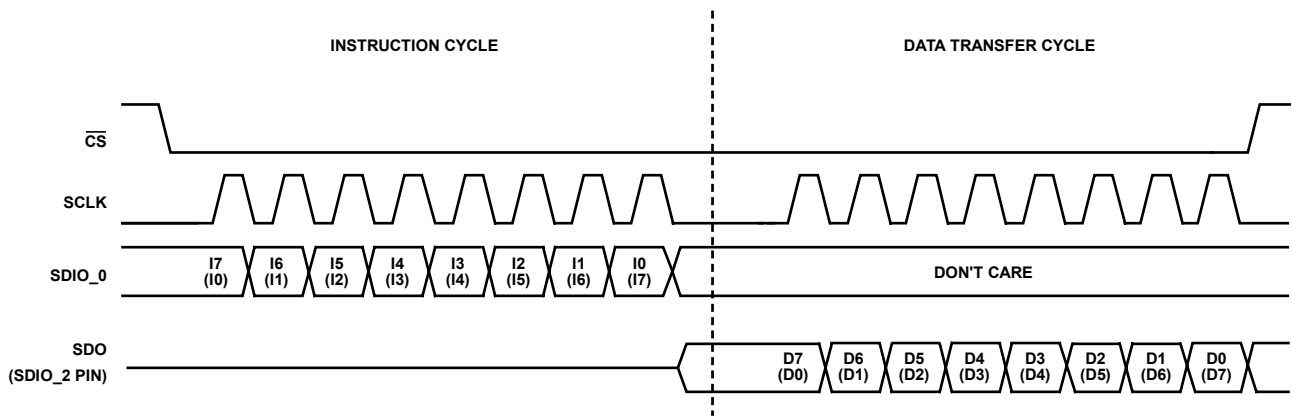 INSTRUCTION CYCLE DATA TRANSFER CYCLE
CS
SCLK
SDIO_0
I7 I6 I5 I4 I3 I2 I1 I0
(I0) (I1) (I2) (I3) (I4) (I5) (I6) (I7)
DON'T CARE
SDO
(SDIO_2 PIN)
D7 D6 D5 D4 D3 D2 D1 D0
(D0) (D1) (D2) (D3) (D4) (D5) (D6) (D7)